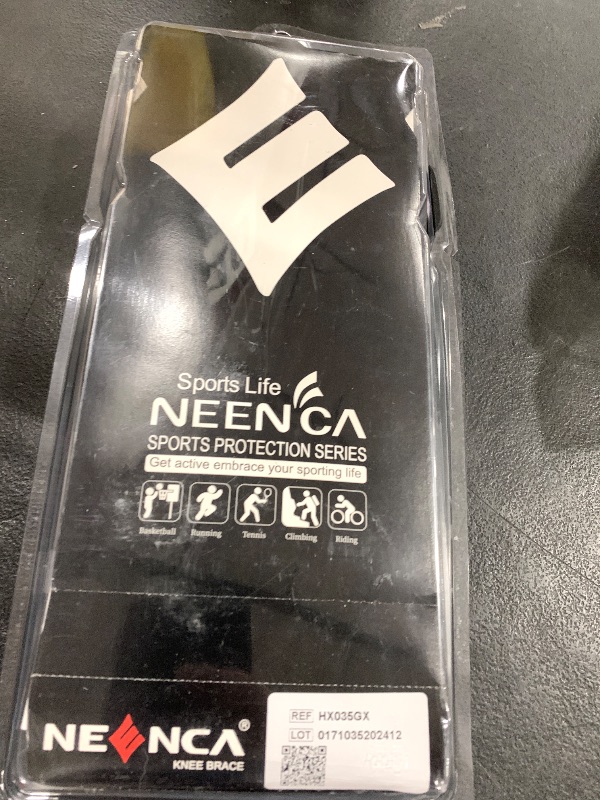 Sports Life
NEENCA
SPORTS PROTECTION SERIES
Get active embrace your sporting life
Basketball Running Tennis Climbing Riding
NEENCA®
KNEE BRACE
REF HX035GX
LOT 0171035202412